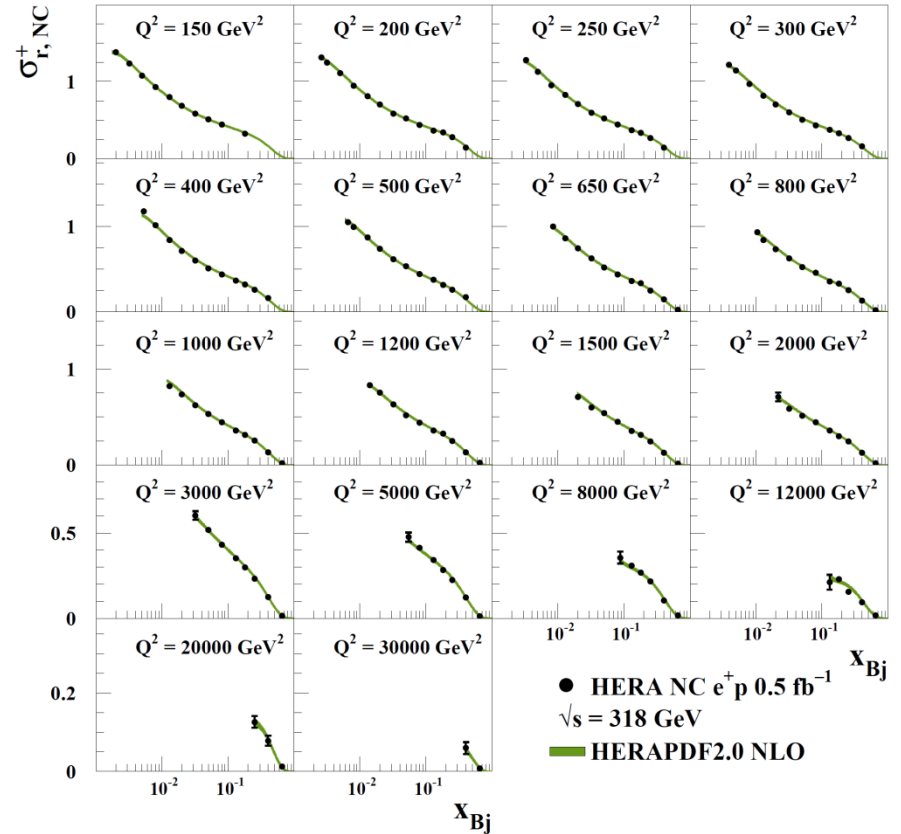 σ⁺r, NC
Q² = 150 GeV²
Q² = 200 GeV²
Q² = 250 GeV²
Q² = 300 GeV²
1
0
Q² = 400 GeV²
Q² = 500 GeV²
Q² = 650 GeV²
Q² = 800 GeV²
1
0
Q² = 1000 GeV²
Q² = 1200 GeV²
Q² = 1500 GeV²
Q² = 2000 GeV²
1
0
Q² = 3000 GeV²
Q² = 5000 GeV²
Q² = 8000 GeV²
Q² = 12000 GeV²
0.5
0
10⁻² 10⁻¹
10⁻² 10⁻¹
xBj
Q² = 20000 GeV²
Q² = 30000 GeV²
0.2
0
10⁻² 10⁻¹
10⁻² 10⁻¹
xBj
HERA NC e⁺p 0.5 fb⁻¹
√s = 318 GeV
HERAPDF2.0 NLO